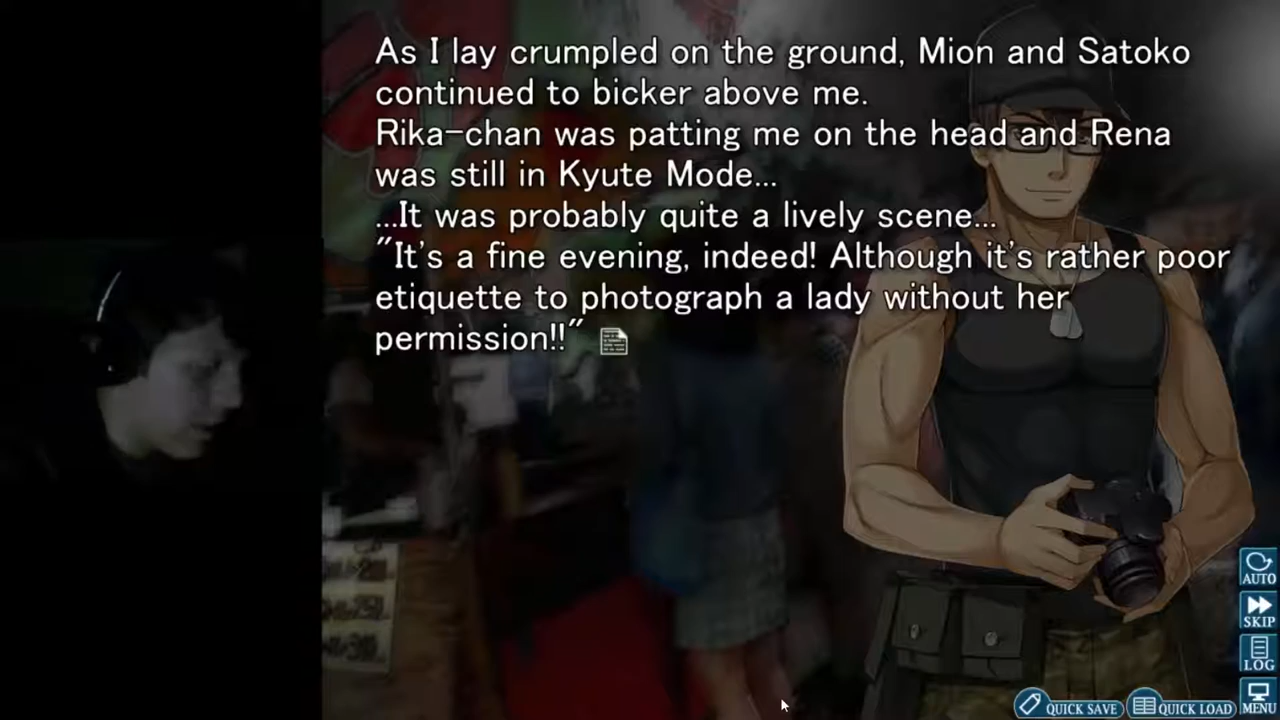 As I lay crumpled on the ground, Mion and Satoko
continued to bicker above me.
Rika-chan was patting me on the head and Rena
was still in Kyute Mode...
...It was probably quite a lively scene...
"It's a fine evening, indeed! Although it's rather poor
etiquette to photograph a lady without her
permission!!"
AUTO
SKIP
LOG
QUICK SAVE
QUICK LOAD
MENU